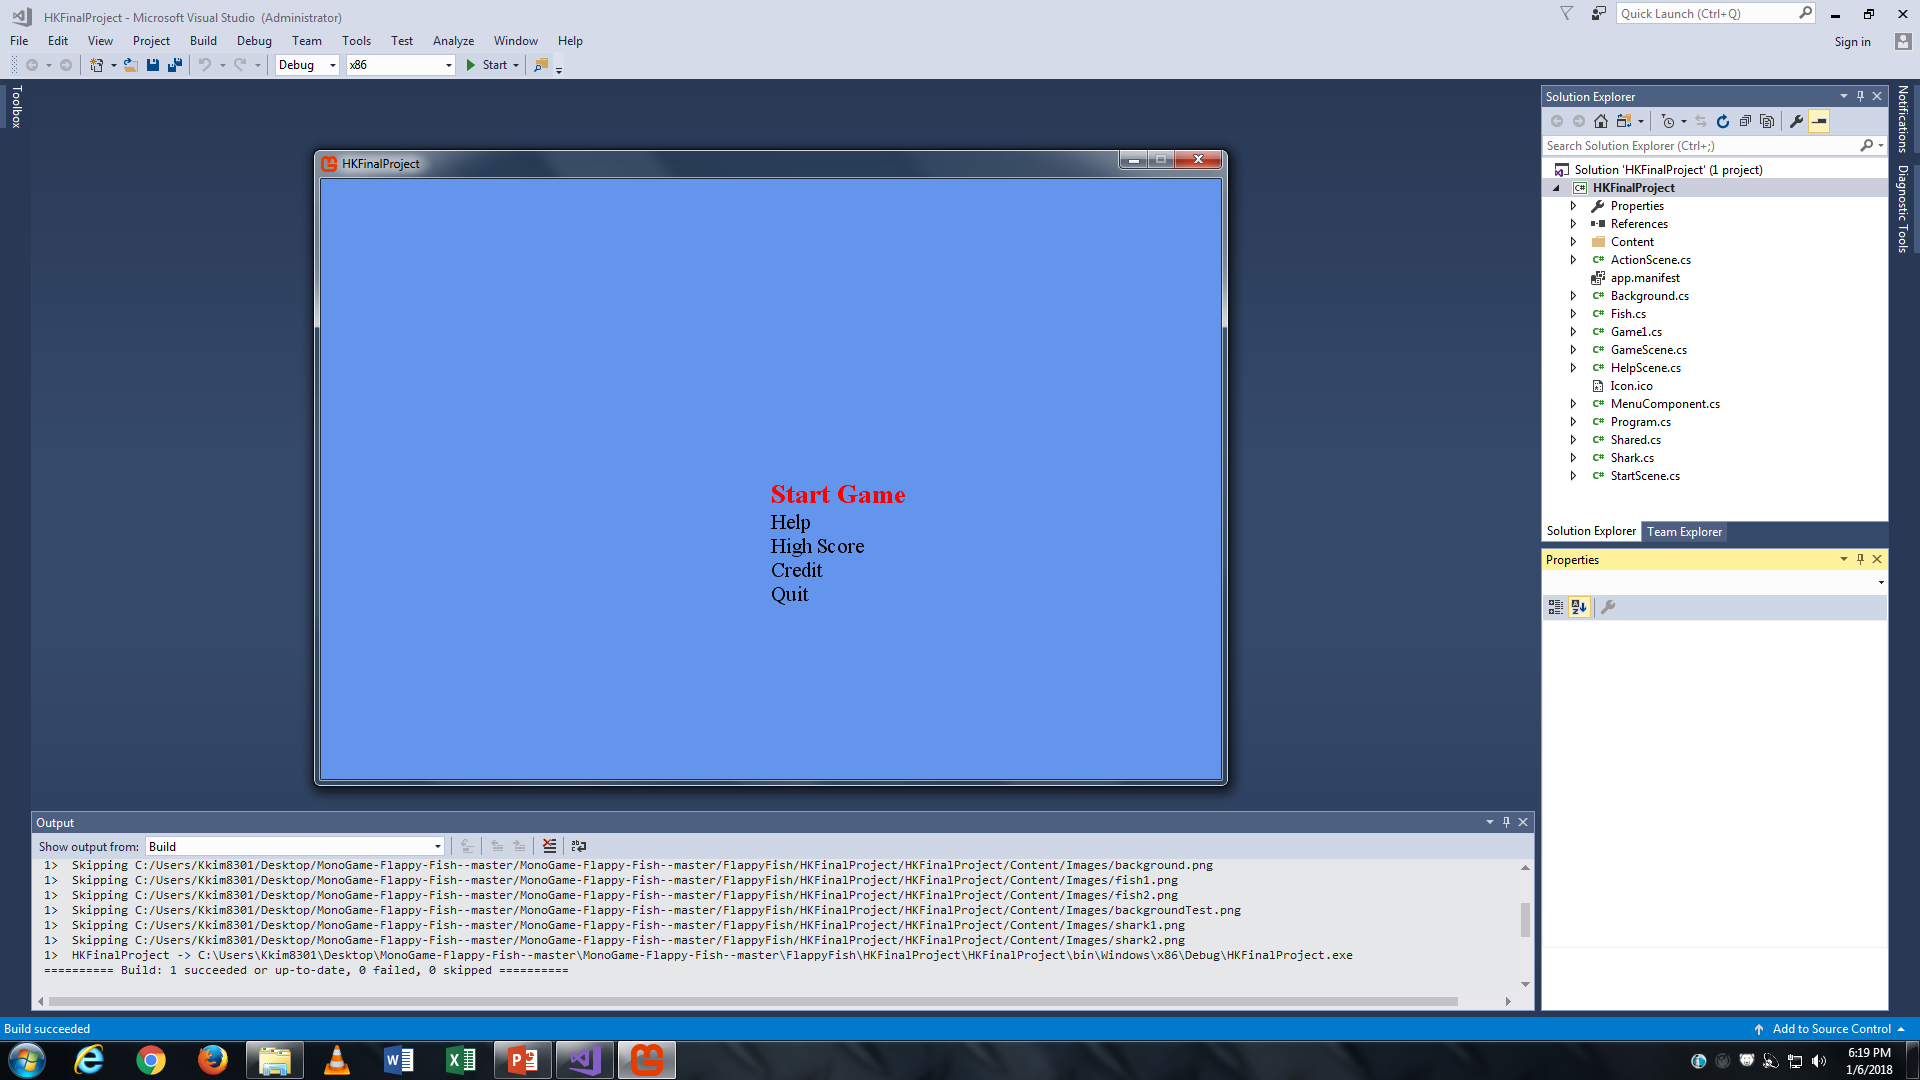 HKFinalProject - Microsoft Visual Studio (Administrator)
Quick Launch (Ctrl+Q)
File Edit View Project Build Debug Team Tools Test Analyze Window Help
Sign in
Debug x86 Start
Toolbox
HKFinalProject
Start Game
Help
High Score
Credit
Quit
Solution Explorer
Search Solution Explorer (Ctrl+;)
Solution 'HKFinalProject' (1 project)
C# HKFinalProject
Properties
References
Content
C# ActionScene.cs
app.manifest
C# Background.cs
C# Fish.cs
C# Game1.cs
C# GameScene.cs
C# HelpScene.cs
Icon.ico
C# MenuComponent.cs
C# Program.cs
C# Shared.cs
C# Shark.cs
C# StartScene.cs
Solution Explorer Team Explorer
Properties
Notifications
Diagnostic Tools
Output
Show output from: Build
1> Skipping C:/Users/Kkim8301/Desktop/MonoGame-Flappy-Fish--master/MonoGame-Flappy-Fish--master/FlappyFish/HKFinalProject/HKFinalProject/Content/Images/background.png
1> Skipping C:/Users/Kkim8301/Desktop/MonoGame-Flappy-Fish--master/MonoGame-Flappy-Fish--master/FlappyFish/HKFinalProject/HKFinalProject/Content/Images/fish1.png
1> Skipping C:/Users/Kkim8301/Desktop/MonoGame-Flappy-Fish--master/MonoGame-Flappy-Fish--master/FlappyFish/HKFinalProject/HKFinalProject/Content/Images/fish2.png
1> Skipping C:/Users/Kkim8301/Desktop/MonoGame-Flappy-Fish--master/MonoGame-Flappy-Fish--master/FlappyFish/HKFinalProject/HKFinalProject/Content/Images/backgroundTest.png
1> Skipping C:/Users/Kkim8301/Desktop/MonoGame-Flappy-Fish--master/MonoGame-Flappy-Fish--master/FlappyFish/HKFinalProject/HKFinalProject/Content/Images/shark1.png
1> Skipping C:/Users/Kkim8301/Desktop/MonoGame-Flappy-Fish--master/MonoGame-Flappy-Fish--master/FlappyFish/HKFinalProject/HKFinalProject/Content/Images/shark2.png
1> HKFinalProject -> C:\Users\Kkim8301\Desktop\MonoGame-Flappy-Fish--master\MonoGame-Flappy-Fish--master\FlappyFish\HKFinalProject\HKFinalProject\bin\Windows\x86\Debug\HKFinalProject.exe
========== Build: 1 succeeded or up-to-date, 0 failed, 0 skipped ==========
Build succeeded
Add to Source Control
6:19 PM
1/6/2018